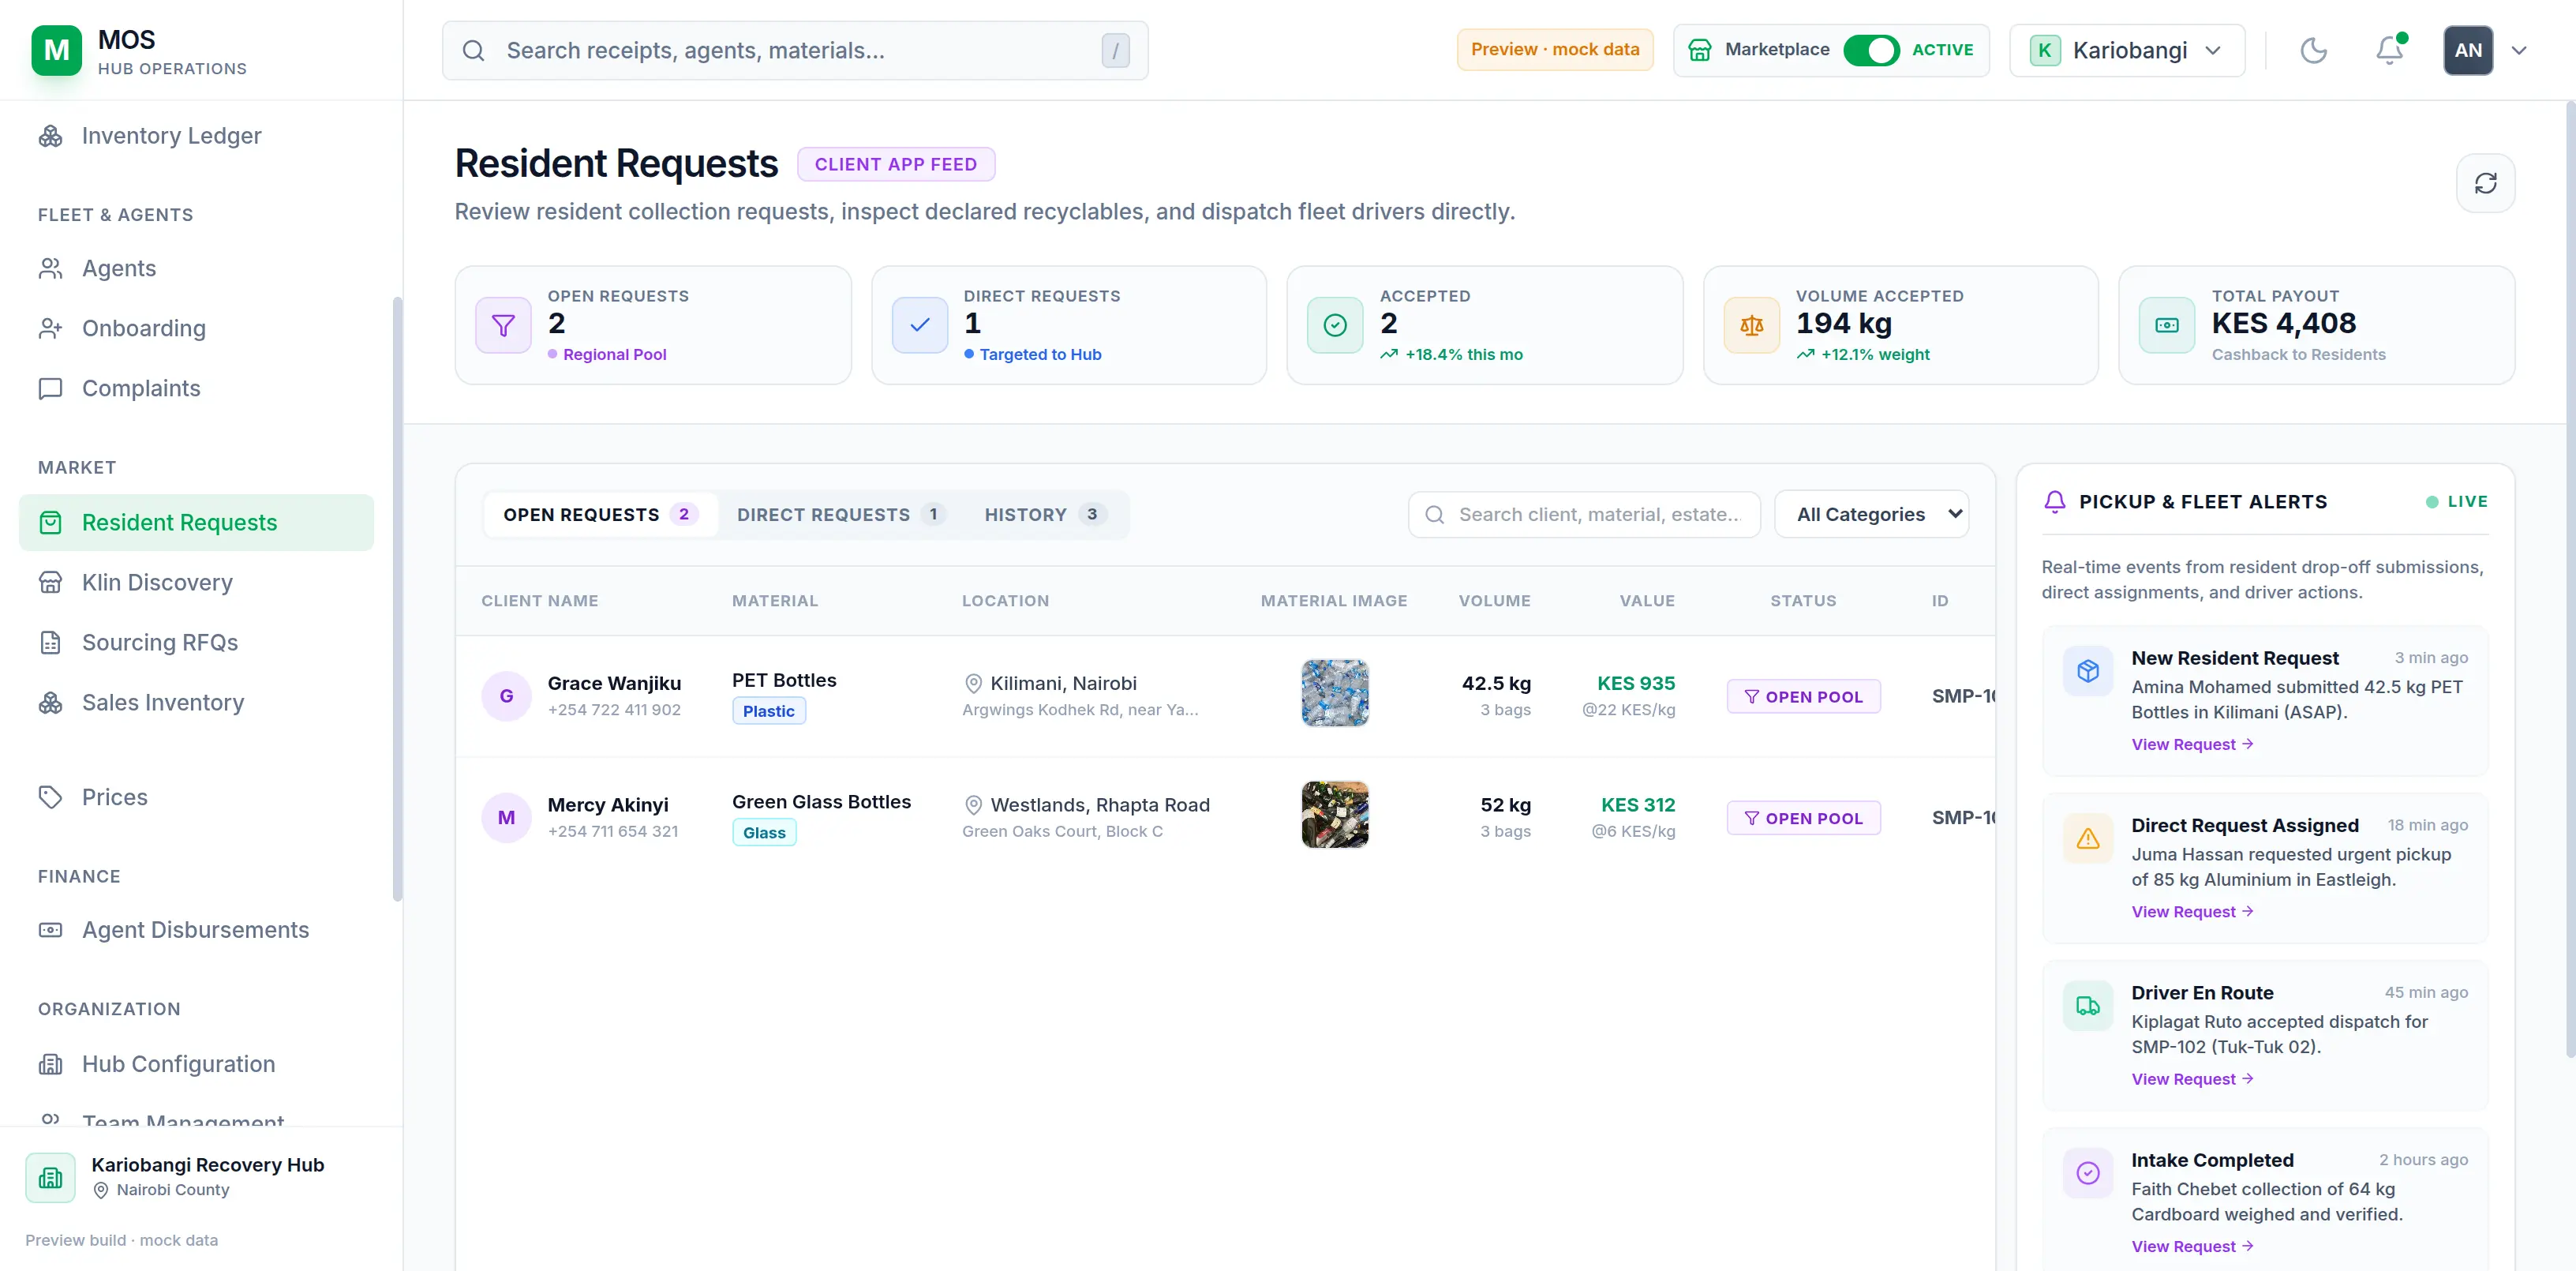 M
MOS
HUB OPERATIONS
Search receipts, agents, materials...
/
Preview · mock data
Marketplace
ACTIVE
K
Kariobangi
AN
Inventory Ledger
FLEET & AGENTS
Agents
Onboarding
Complaints
MARKET
Resident Requests
Klin Discovery
Sourcing RFQs
Sales Inventory
Prices
FINANCE
Agent Disbursements
ORGANIZATION
Hub Configuration
Team Management
Kariobangi Recovery Hub
Nairobi County
Preview build · mock data
Resident Requests
CLIENT APP FEED
Review resident collection requests, inspect declared recyclables, and dispatch fleet drivers directly.
OPEN REQUESTS
2
Regional Pool
DIRECT REQUESTS
1
Targeted to Hub
ACCEPTED
2
+18.4% this mo
VOLUME ACCEPTED
194 kg
+12.1% weight
TOTAL PAYOUT
KES 4,408
Cashback to Residents
OPEN REQUESTS 2
DIRECT REQUESTS 1
HISTORY 3
Search client, material, estate..
All Categories
CLIENT NAME MATERIAL LOCATION MATERIAL IMAGE VOLUME VALUE STATUS ID
G
Grace Wanjiku
+254 722 411 902
PET Bottles
Plastic
Kilimani, Nairobi
Argwings Kodhek Rd, near Ya...
42.5 kg
3 bags
KES 935
@22 KES/kg
OPEN POOL
SMP-10
M
Mercy Akinyi
+254 711 654 321
Green Glass Bottles
Glass
Westlands, Rhapta Road
Green Oaks Court, Block C
52 kg
3 bags
KES 312
@6 KES/kg
OPEN POOL
SMP-10
PICKUP & FLEET ALERTS
LIVE
Real-time events from resident drop-off submissions,
direct assignments, and driver actions.
New Resident Request 3 min ago
Amina Mohamed submitted 42.5 kg PET
Bottles in Kilimani (ASAP).
View Request
Direct Request Assigned 18 min ago
Juma Hassan requested urgent pickup
of 85 kg Aluminium in Eastleigh.
View Request
Driver En Route 45 min ago
Kiplagat Ruto accepted dispatch for
SMP-102 (Tuk-Tuk 02).
View Request
Intake Completed 2 hours ago
Faith Chebet collection of 64 kg
Cardboard weighed and verified.
View Request